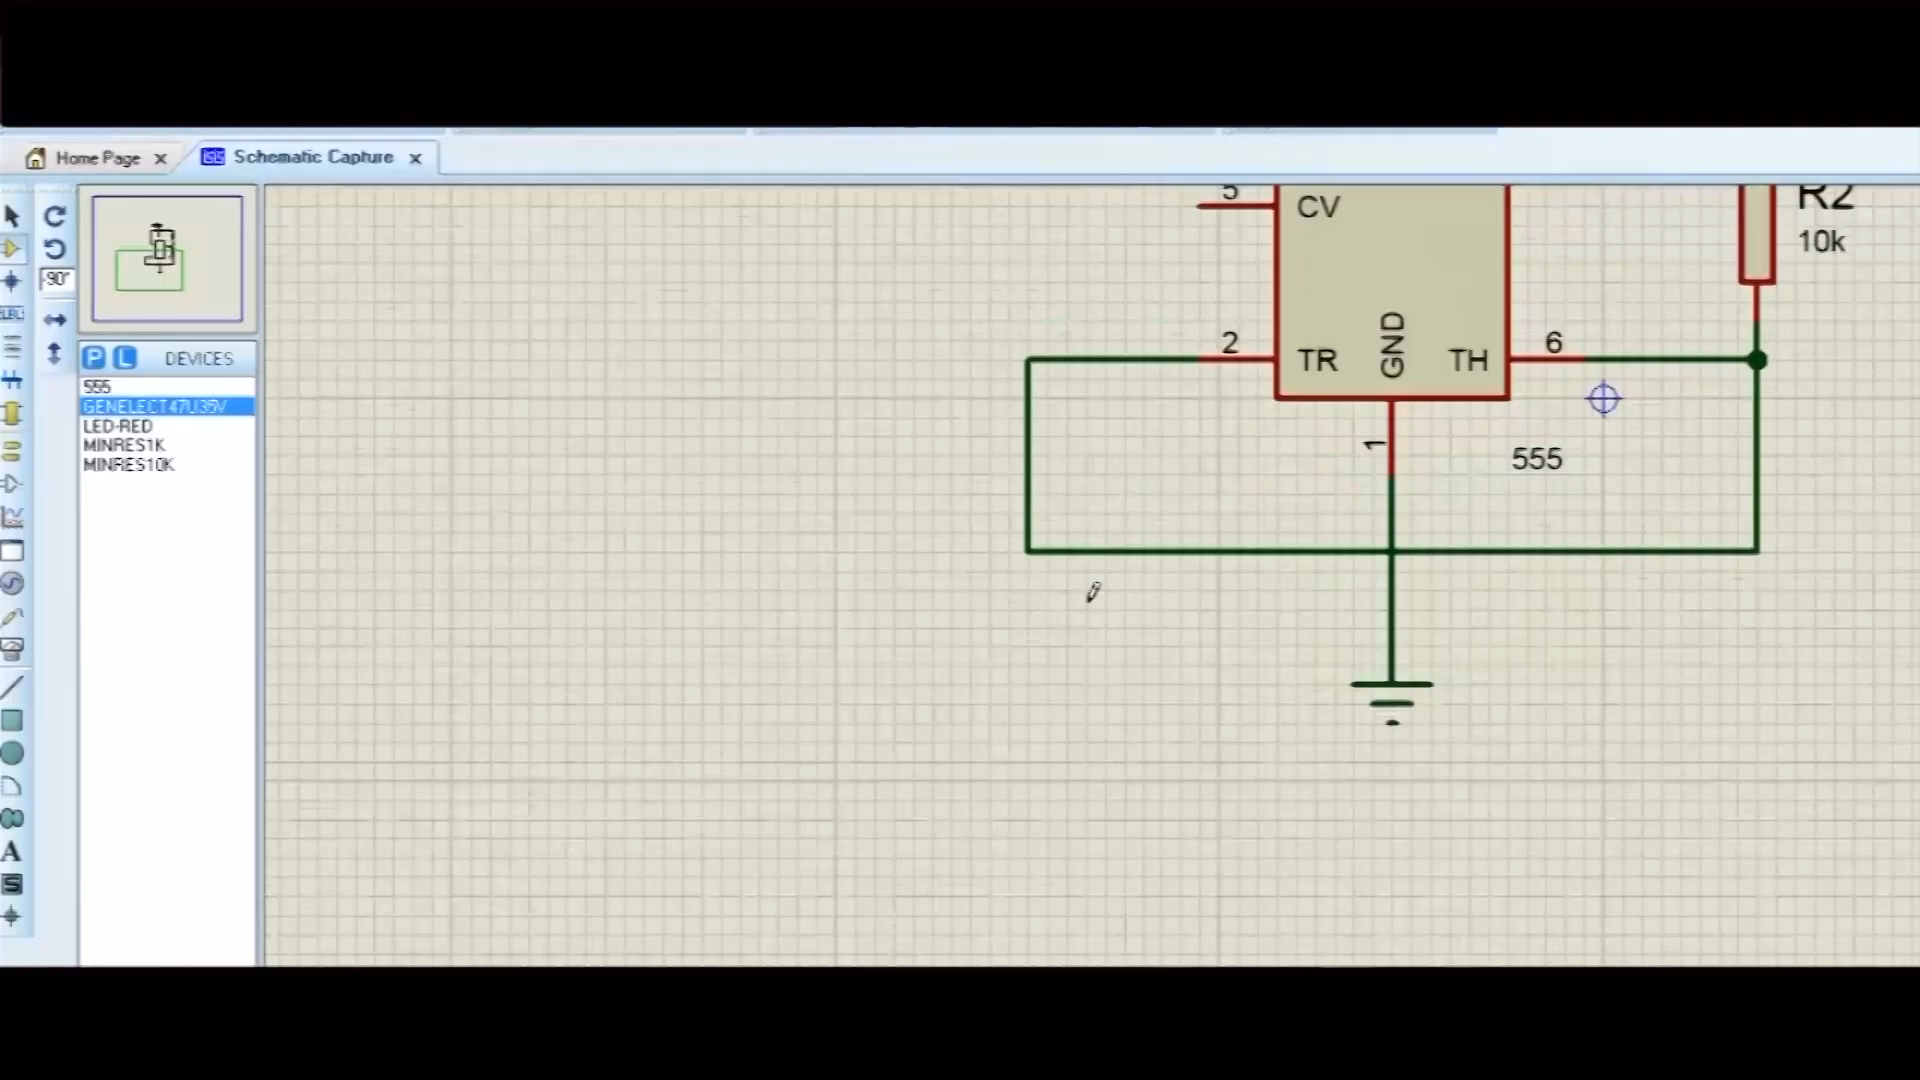 Home Page
Schematic Capture
-90°
LBL
P L DEVICES
555
GENELECT47U35V
LED-RED
MINRES1K
MINRES10K
A
S
5
CV
2
TR
GND
TH
6
1
555
R2
10k